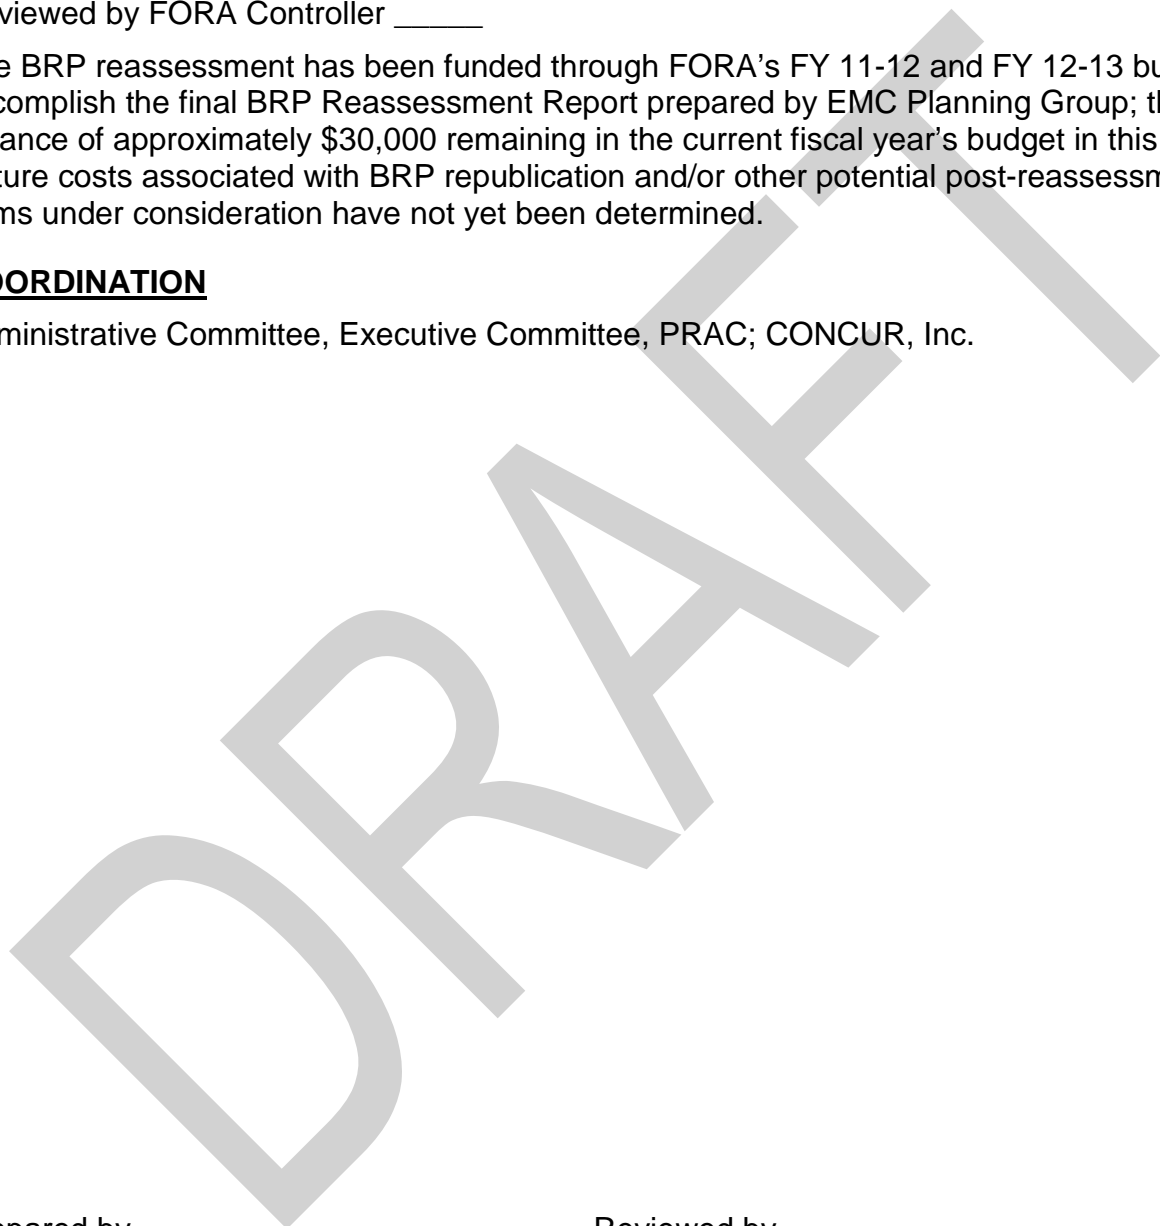 viewed by FORA Controller _____
e BRP reassessment has been funded through FORA’s FY 11-12 and FY 12-13 bu
complish the final BRP Reassessment Report prepared by EMC Planning Group; th
ance of approximately $30,000 remaining in the current fiscal year’s budget in this
ture costs associated with BRP republication and/or other potential post-reassessm
ms under consideration have not yet been determined.
OORDINATION
ministrative Committee, Executive Committee, PRAC; CONCUR, Inc.
DRAFT
epared by
Reviewed by